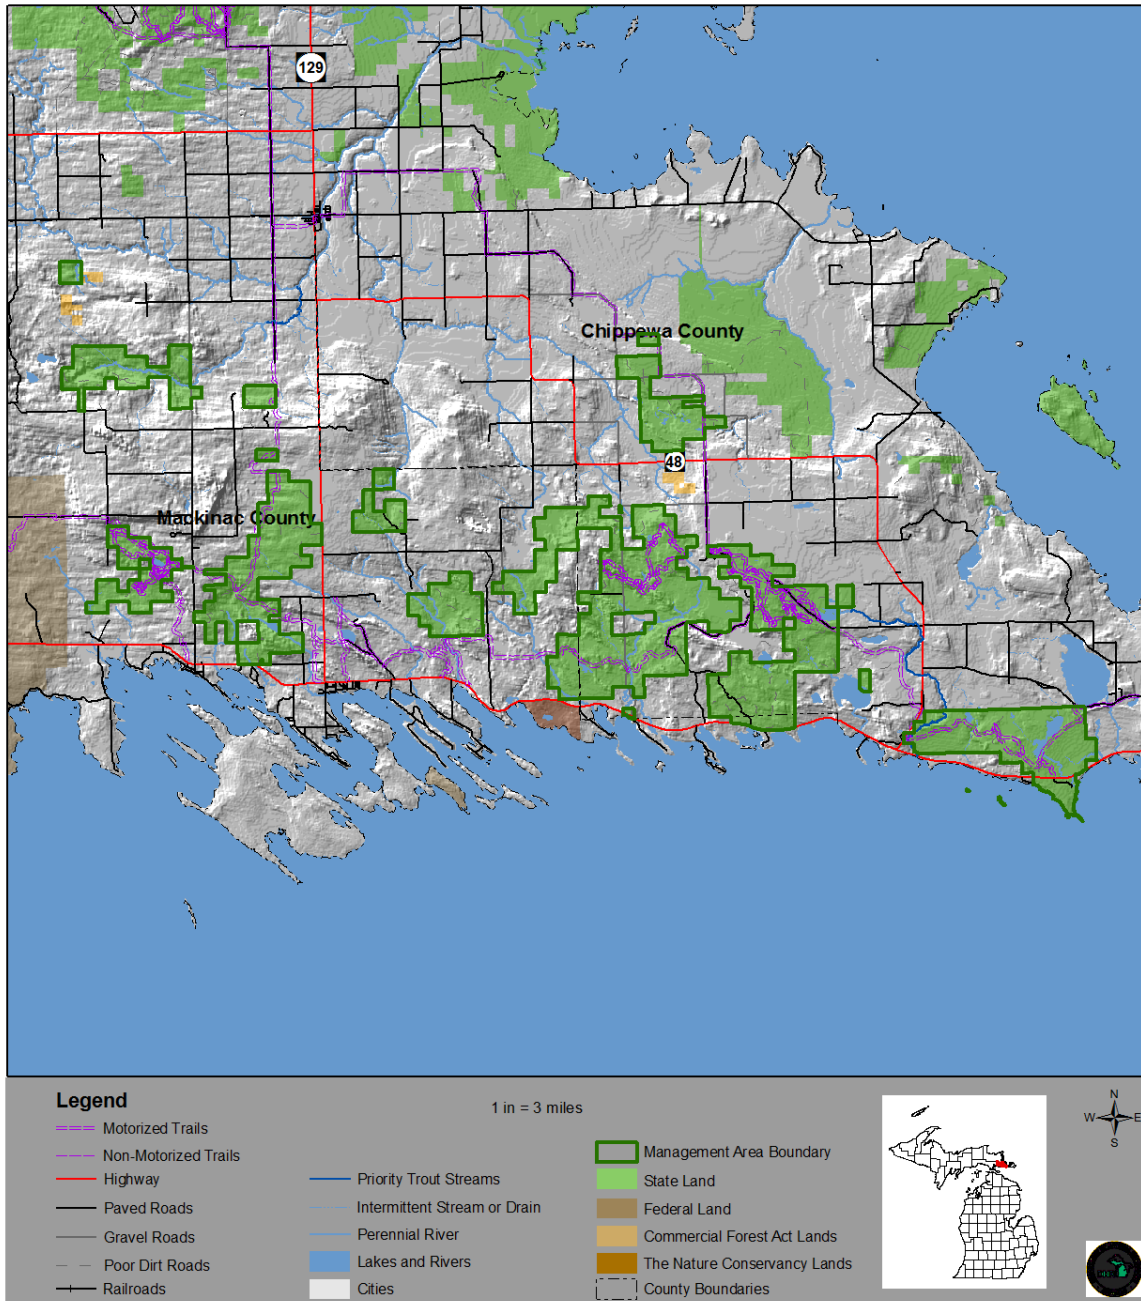 129
Chippewa County
48
Mackinac County
Legend
1 in = 3 miles
Motorized Trails
Non-Motorized Trails
Highway
Paved Roads
Gravel Roads
Poor Dirt Roads
Railroads
Priority Trout Streams
Intermittent Stream or Drain
Perennial River
Lakes and Rivers
Cities
Management Area Boundary
State Land
Federal Land
Commercial Forest Act Lands
The Nature Conservancy Lands
County Boundaries
N
W E
S